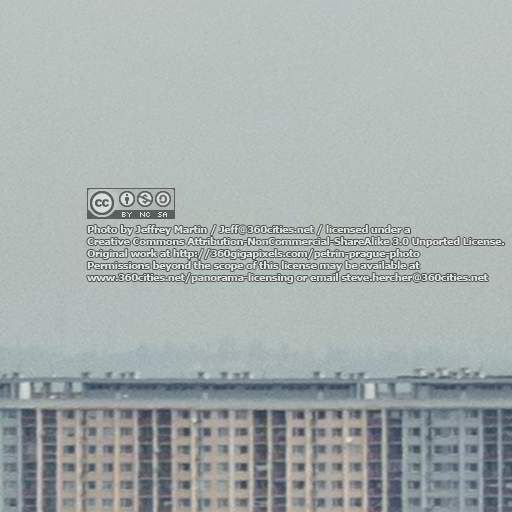 cc
BY NC SA
Photo by Jeffrey Martin / Jeff@360cities.net / licensed under a
Creative Commons Attribution-NonCommercial-ShareAlike 3.0 Unported License.
Original work at http://360gigapixels.com/petrin-prague-photo
Permissions beyond the scope of this license may be available at
www.360cities.net/panorama-licensing or email steve.hercher@360cities.net